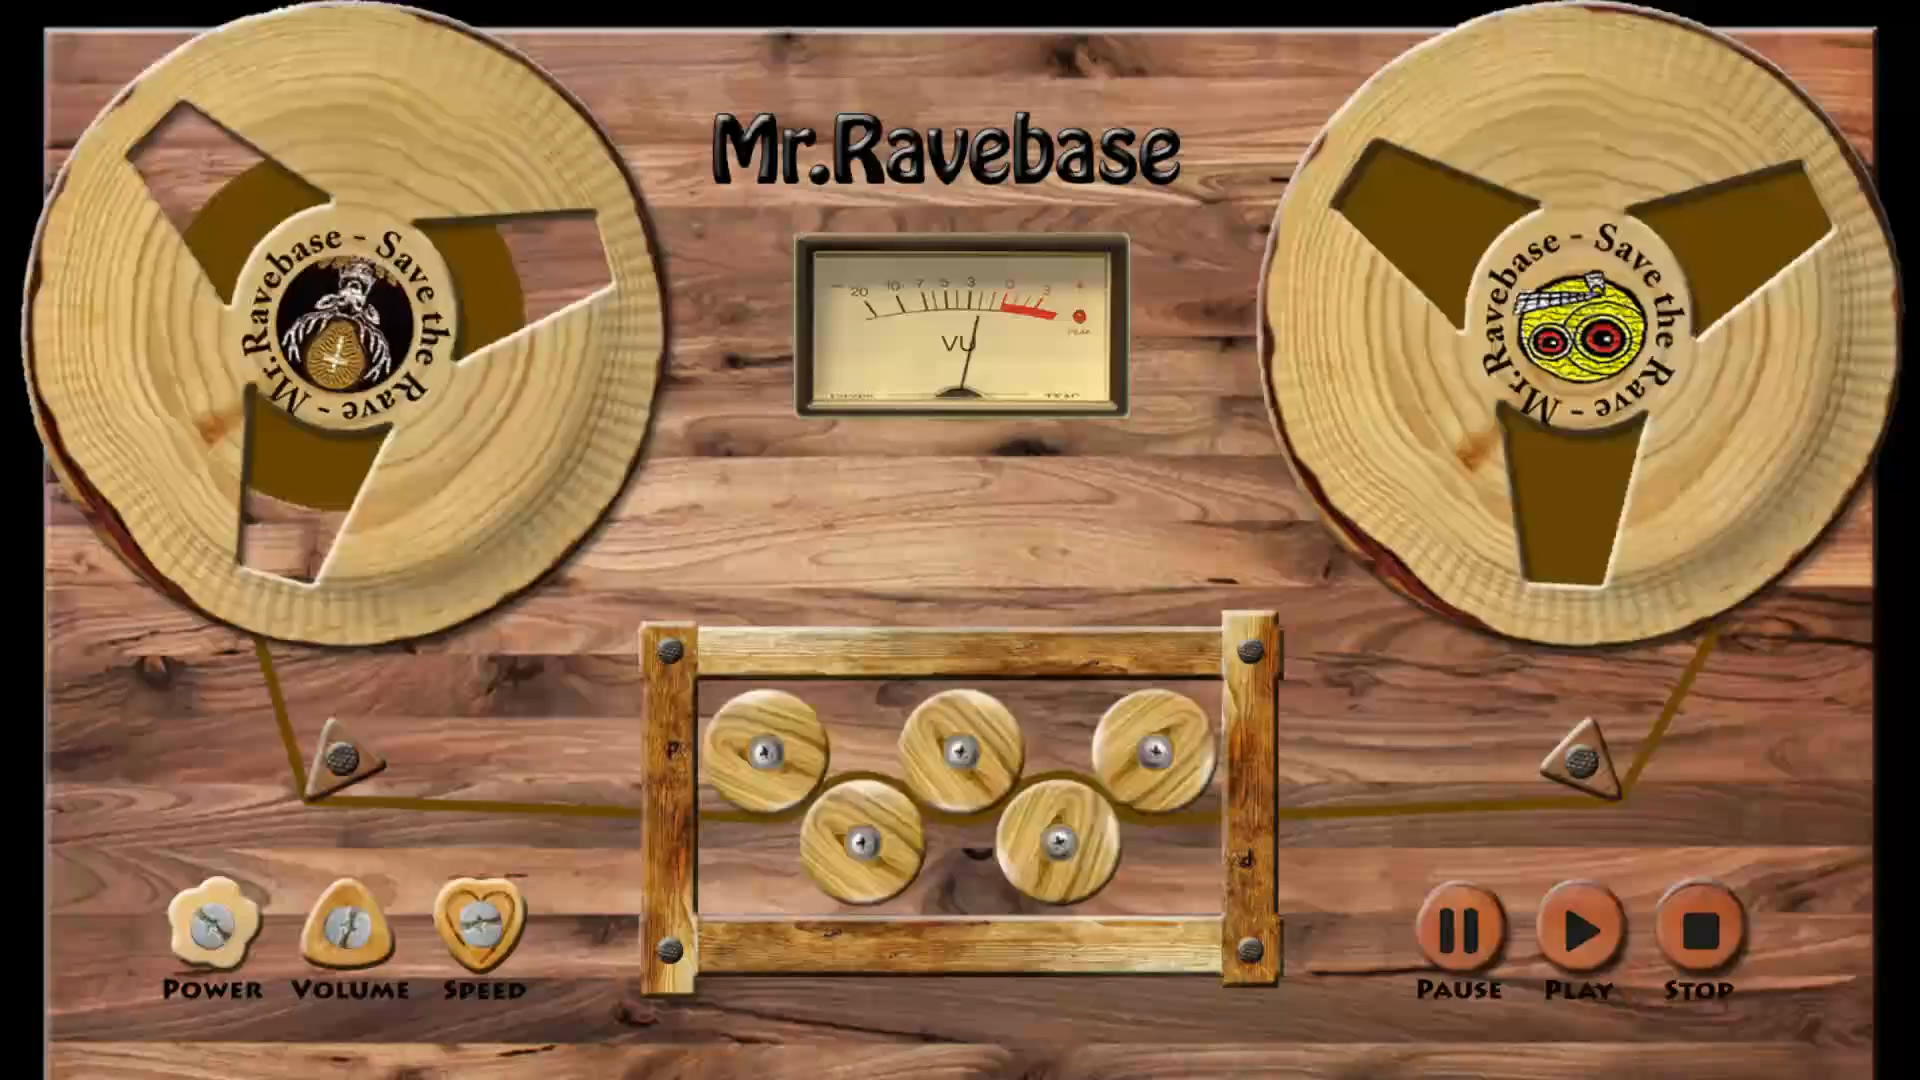 Mr.Ravebase
Mr.Ravebase - Save the Rave -
Mr.Ravebase - Save the Rave -
20 10 7 5 3 0 3
PEAK
VU
TEAC
POWER
VOLUME
SPEED
PAUSE
PLAY
STOP